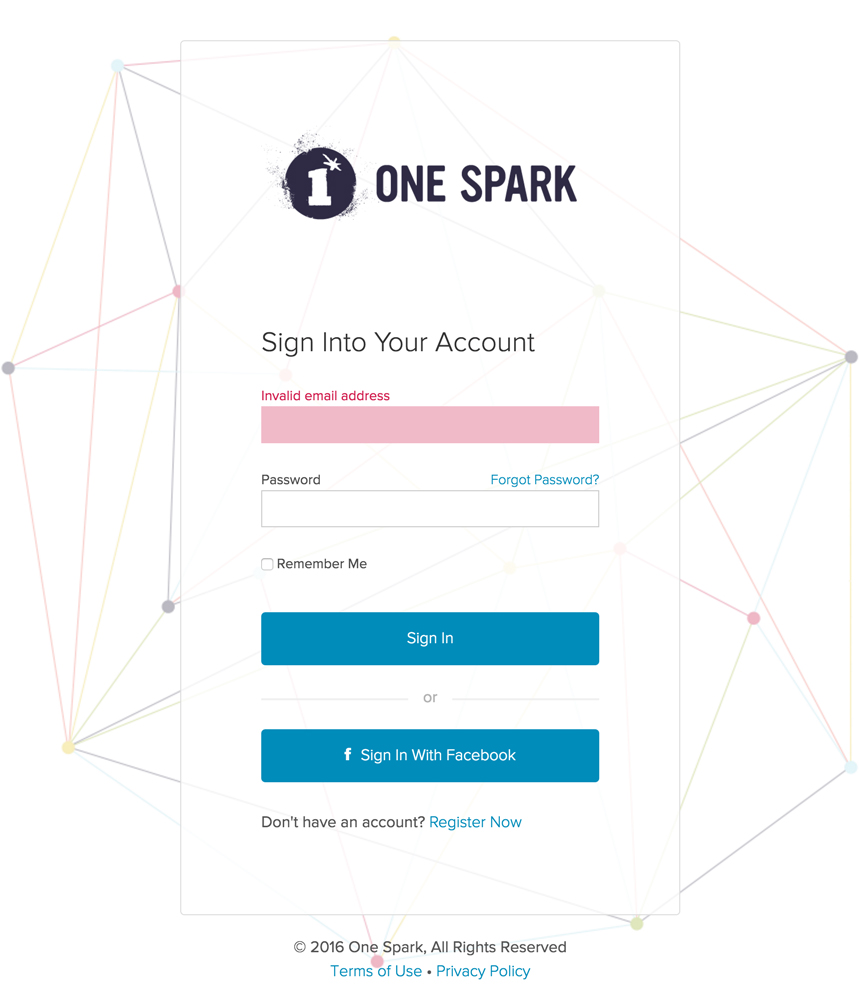 1 ONE SPARK
Sign Into Your Account
Invalid email address
Password Forgot Password?
Remember Me
Sign In
or
f Sign In With Facebook
Don't have an account? Register Now
© 2016 One Spark, All Rights Reserved
Terms of Use • Privacy Policy